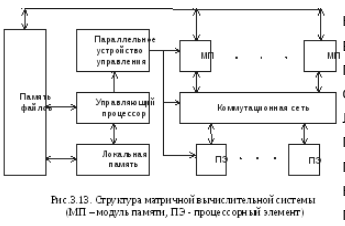 Параллельное
устройство
управления
МП
. . .
МП
Память
файлов
Управляющий
процессор
Коммутационная сеть
Локальная
память
ПЭ
. . .
ПЭ
Рис.3.13. Структура матричной вычислительной системы
(МП – модуль памяти, ПЭ - процессорный элемент)